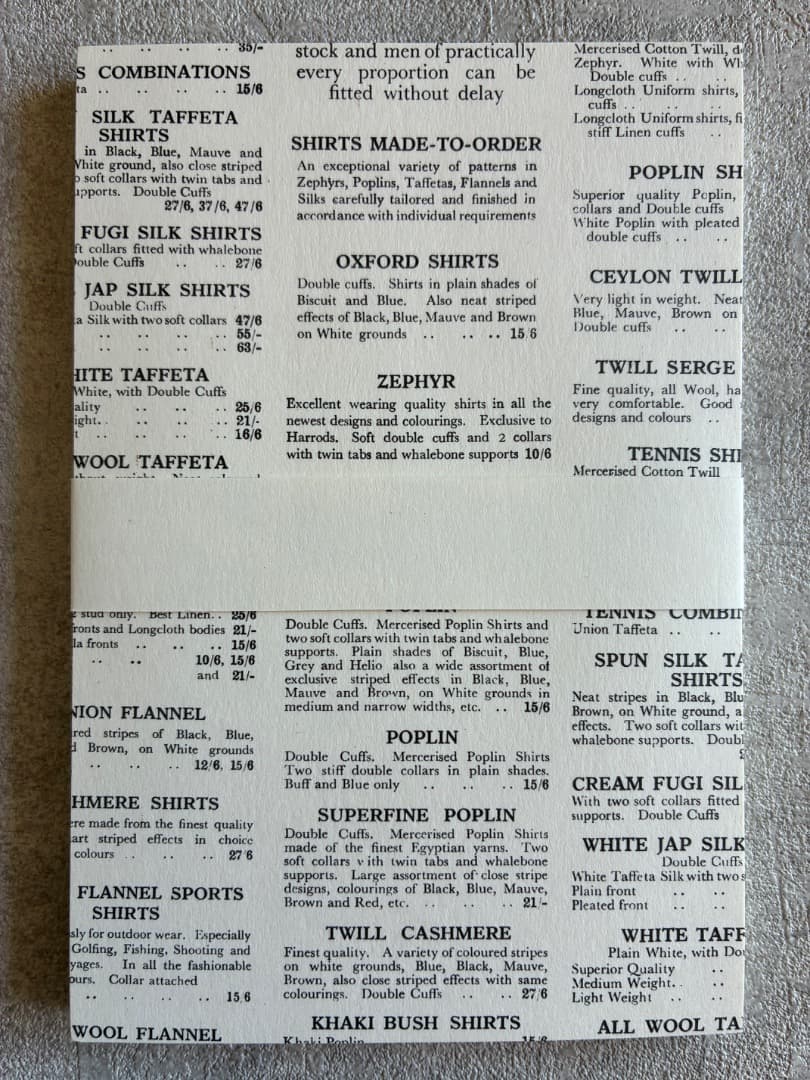 .. .. .. .. 35/-
S COMBINATIONS
ta .. .. .. .. 15/6
SILK TAFFETA
SHIRTS
in Black, Blue, Mauve and
White ground, also close striped
o soft collars with twin tabs and
upports. Double Cuffs
27/6, 37/6, 47/6
FUGI SILK SHIRTS
ft collars fitted with whalebone
Double Cuffs .. .. 27/6
JAP SILK SHIRTS
Double Cuffs
a Silk with two soft collars 47/6
.. .. .. .. 55/-
.. .. .. .. 63/-
HITE TAFFETA
White, with Double Cuffs
ality .. .. .. .. 25/6
ight.. .. .. .. 21/-
t .. .. .. .. 16/6
WOOL TAFFETA
stud only. Best Linen.. 25/6
ronts and Longcloth bodies 21/-
la fronts .. .. .. 15/6
.. .. 10/6, 15/6
and 21/-
NION FLANNEL
red stripes of Black, Blue,
d Brown, on White grounds
.. .. .. 12/6, 15/6
HMERE SHIRTS
ere made from the finest quality
art striped effects in choice
colours .. .. .. .. 27 6
FLANNEL SPORTS
SHIRTS
sly for outdoor wear. Especially
Golfing, Fishing, Shooting and
yages. In all the fashionable
ours. Collar attached
.. .. .. .. 15 6
WOOL FLANNEL
stock and men of practically
every proportion can be
fitted without delay
SHIRTS MADE-TO-ORDER
An exceptional variety of patterns in
Zephyrs, Poplins, Taffetas, Flannels and
Silks carefully tailored and finished in
accordance with individual requirements
OXFORD SHIRTS
Double cuffs. Shirts in plain shades of
Biscuit and Blue. Also neat striped
effects of Black, Blue, Mauve and Brown
on White grounds .. .. .. 15/6
ZEPHYR
Excellent wearing quality shirts in all the
newest designs and colourings. Exclusive to
Harrods. Soft double cuffs and 2 collars
with twin tabs and whalebone supports 10/6
POPLIN
Double Cuffs. Mercerised Poplin Shirts and
two soft collars with twin tabs and whalebone
supports. Plain shades of Biscuit, Blue,
Grey and Helio also a wide assortment of
exclusive striped effects in Black, Blue,
Mauve and Brown, on White grounds in
medium and narrow widths, etc. .. 15/6
POPLIN
Double Cuffs. Mercerised Poplin Shirts
Two stiff double collars in plain shades.
Buff and Blue only .. .. .. 15/6
SUPERFINE POPLIN
Double Cuffs. Mercerised Poplin Shirts
made of the finest Egyptian yarns. Two
soft collars with twin tabs and whalebone
supports. Large assortment of close stripe
designs, colourings of Black, Blue, Mauve,
Brown and Red, etc. .. .. .. 21/-
TWILL CASHMERE
Finest quality. A variety of coloured stripes
on white grounds, Blue, Black, Mauve,
Brown, also close striped effects with same
colourings. Double Cuffs .. .. 27/6
KHAKI BUSH SHIRTS
Khaki Poplin
Mercerised Cotton Twill, d
Zephyr. White with Wh
Double cuffs .. ..
Longcloth Uniform shirts,
cuffs .. .. ..
Longcloth Uniform shirts, fi
stiff Linen cuffs ..
POPLIN SH
Superior quality Poplin,
collars and Double cuffs
White Poplin with pleated
double cuffs .. ..
CEYLON TWILL
Very light in weight. Neat
Blue, Mauve, Brown on
Double cuffs .. ..
TWILL SERGE
Fine quality, all Wool, ha
very comfortable. Good
designs and colours ..
TENNIS SHI
Mercerised Cotton Twill
TENNIS COMBIN
Union Taffeta .. ..
SPUN SILK TA
SHIRTS
Neat stripes in Black, Blu
Brown, on White ground, a
effects. Two soft collars wit
whalebone supports. Doubl
CREAM FUGI SIL
With two soft collars fitted
supports. Double Cuffs
WHITE JAP SILK
Double Cuffs
White Taffeta Silk with two s
Plain front .. ..
Pleated front .. ..
WHITE TAFF
Plain White, with Dou
Superior Quality ..
Medium Weight.. ..
Light Weight .. ..
ALL WOOL TA